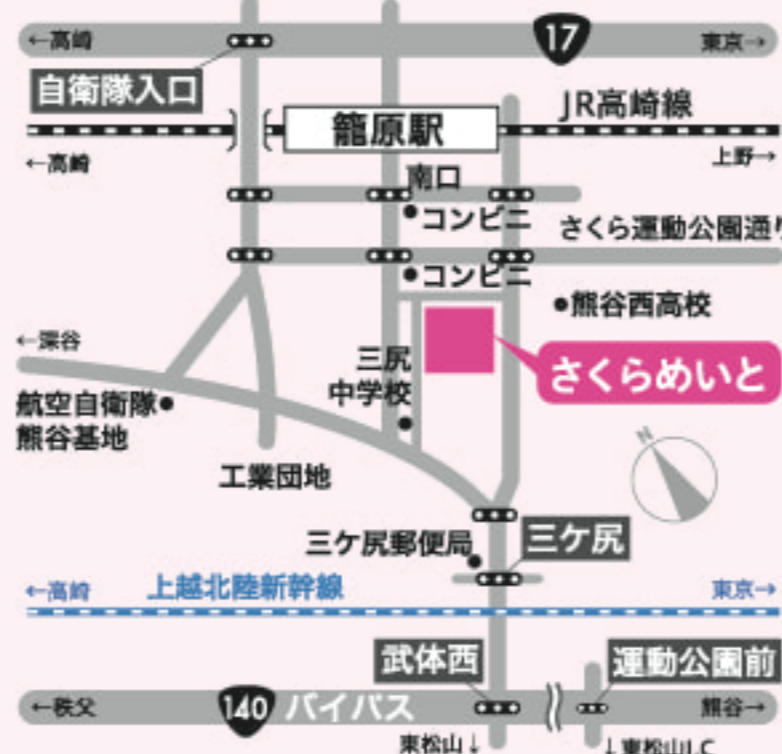 ←高崎
17
東京→
自衛隊入口
籠原駅
JR高崎線
←高崎
上野→
南口
コンビニ
さくら運動公園通り
コンビニ
熊谷西高校
←深谷
三尻
中学校
さくらめいと
航空自衛隊
熊谷基地
N
工業団地
三ケ尻郵便局
三ケ尻
←高崎
上越北陸新幹線
東京→
武体西
運動公園前
←秩父
140
バイパス
熊谷→
東松山↓
↓東松山I.C